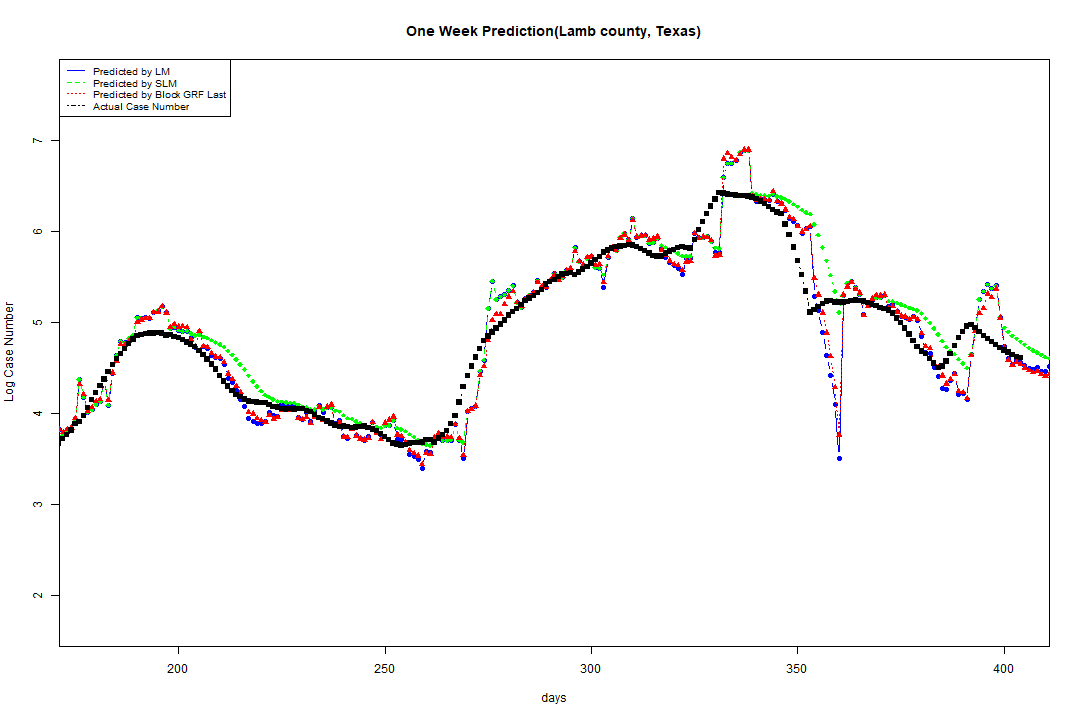 One Week Prediction(Lamb county, Texas)
Predicted by LM
Predicted by SLM
Predicted by Block GRF Last
Actual Case Number
7
6
5
4
3
2
Log Case Number
200 250 300 350 400
days